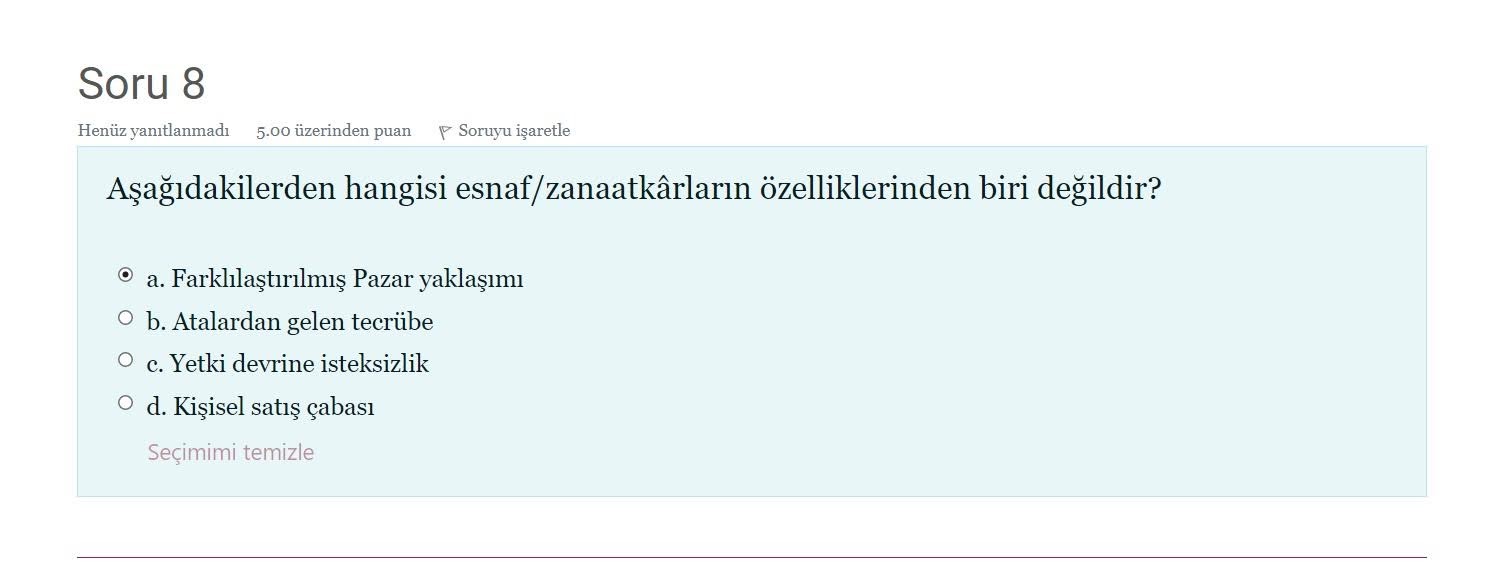 Soru 8
Henüz yanıtlanmadı 5.00 üzerinden puan Soruyu işaretle
Aşağıdakilerden hangisi esnaf/zanaatkârların özelliklerinden biri değildir?
a. Farklılaştırılmış Pazar yaklaşımı
b. Atalardan gelen tecrübe
c. Yetki devrine isteksizlik
d. Kişisel satış çabası
Seçimimi temizle